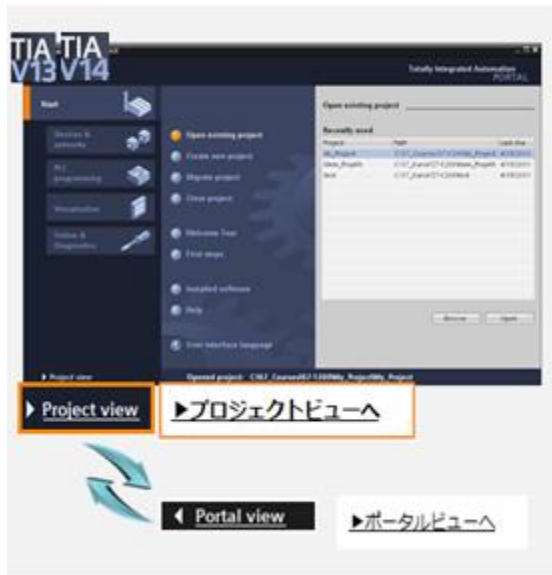 TIA TIA
V13 V14
Totally Integrated Automation
PORTAL
Start
Devices &
networks
PLC
programming
Visualization
Online &
Diagnostics
Open existing project
Create new project
Migrate project
Close project
Welcome Tour
First steps
Installed software
Help
User interface language
Open existing project
Recently used
Project Path Last change
My_Project
Browse Open
Project view
Opened project:
Project view
▶プロジェクトビューへ
Portal view
▶ポータルビューへ